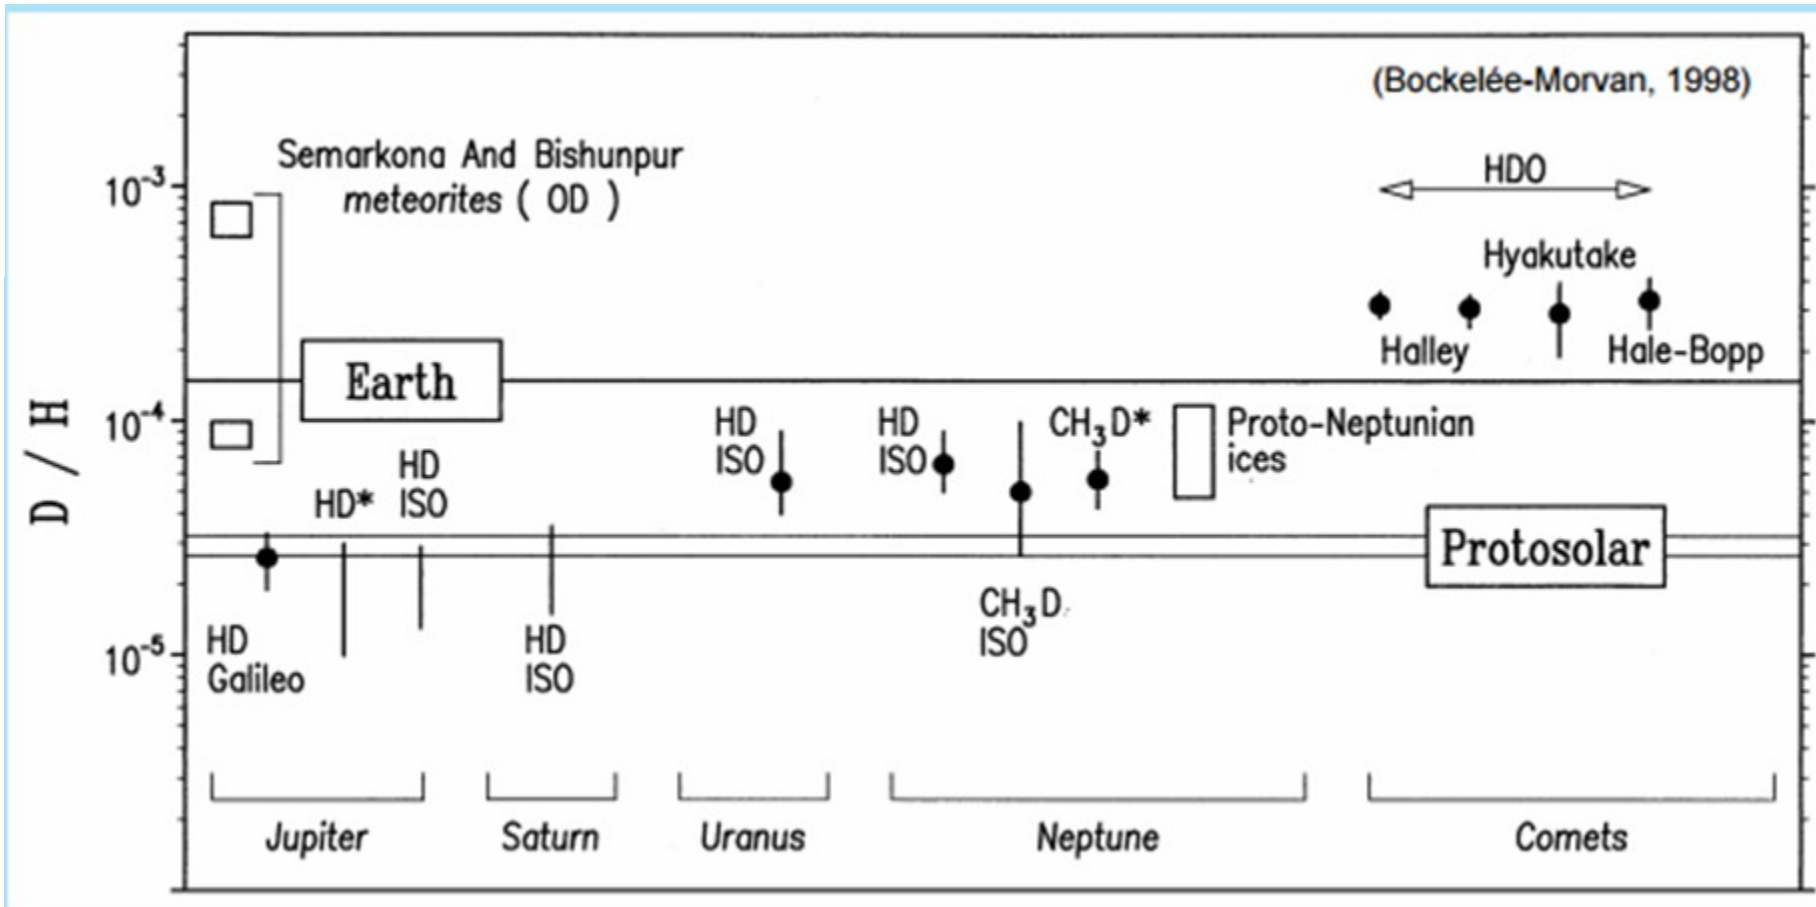 (Bockelée-Morvan, 1998)
Semarkona And Bishunpur
meteorites ( OD )
HDO
10-3
Hyakutake
Halley
Hale-Bopp
Earth
D / H
10-4
HD
ISO
HD
ISO
CH3D*
Proto-Neptunian
ices
HD
ISO
HD*
Protosolar
CH3D
ISO
HD
Galileo
HD
ISO
10-5
Jupiter
Saturn
Uranus
Neptune
Comets